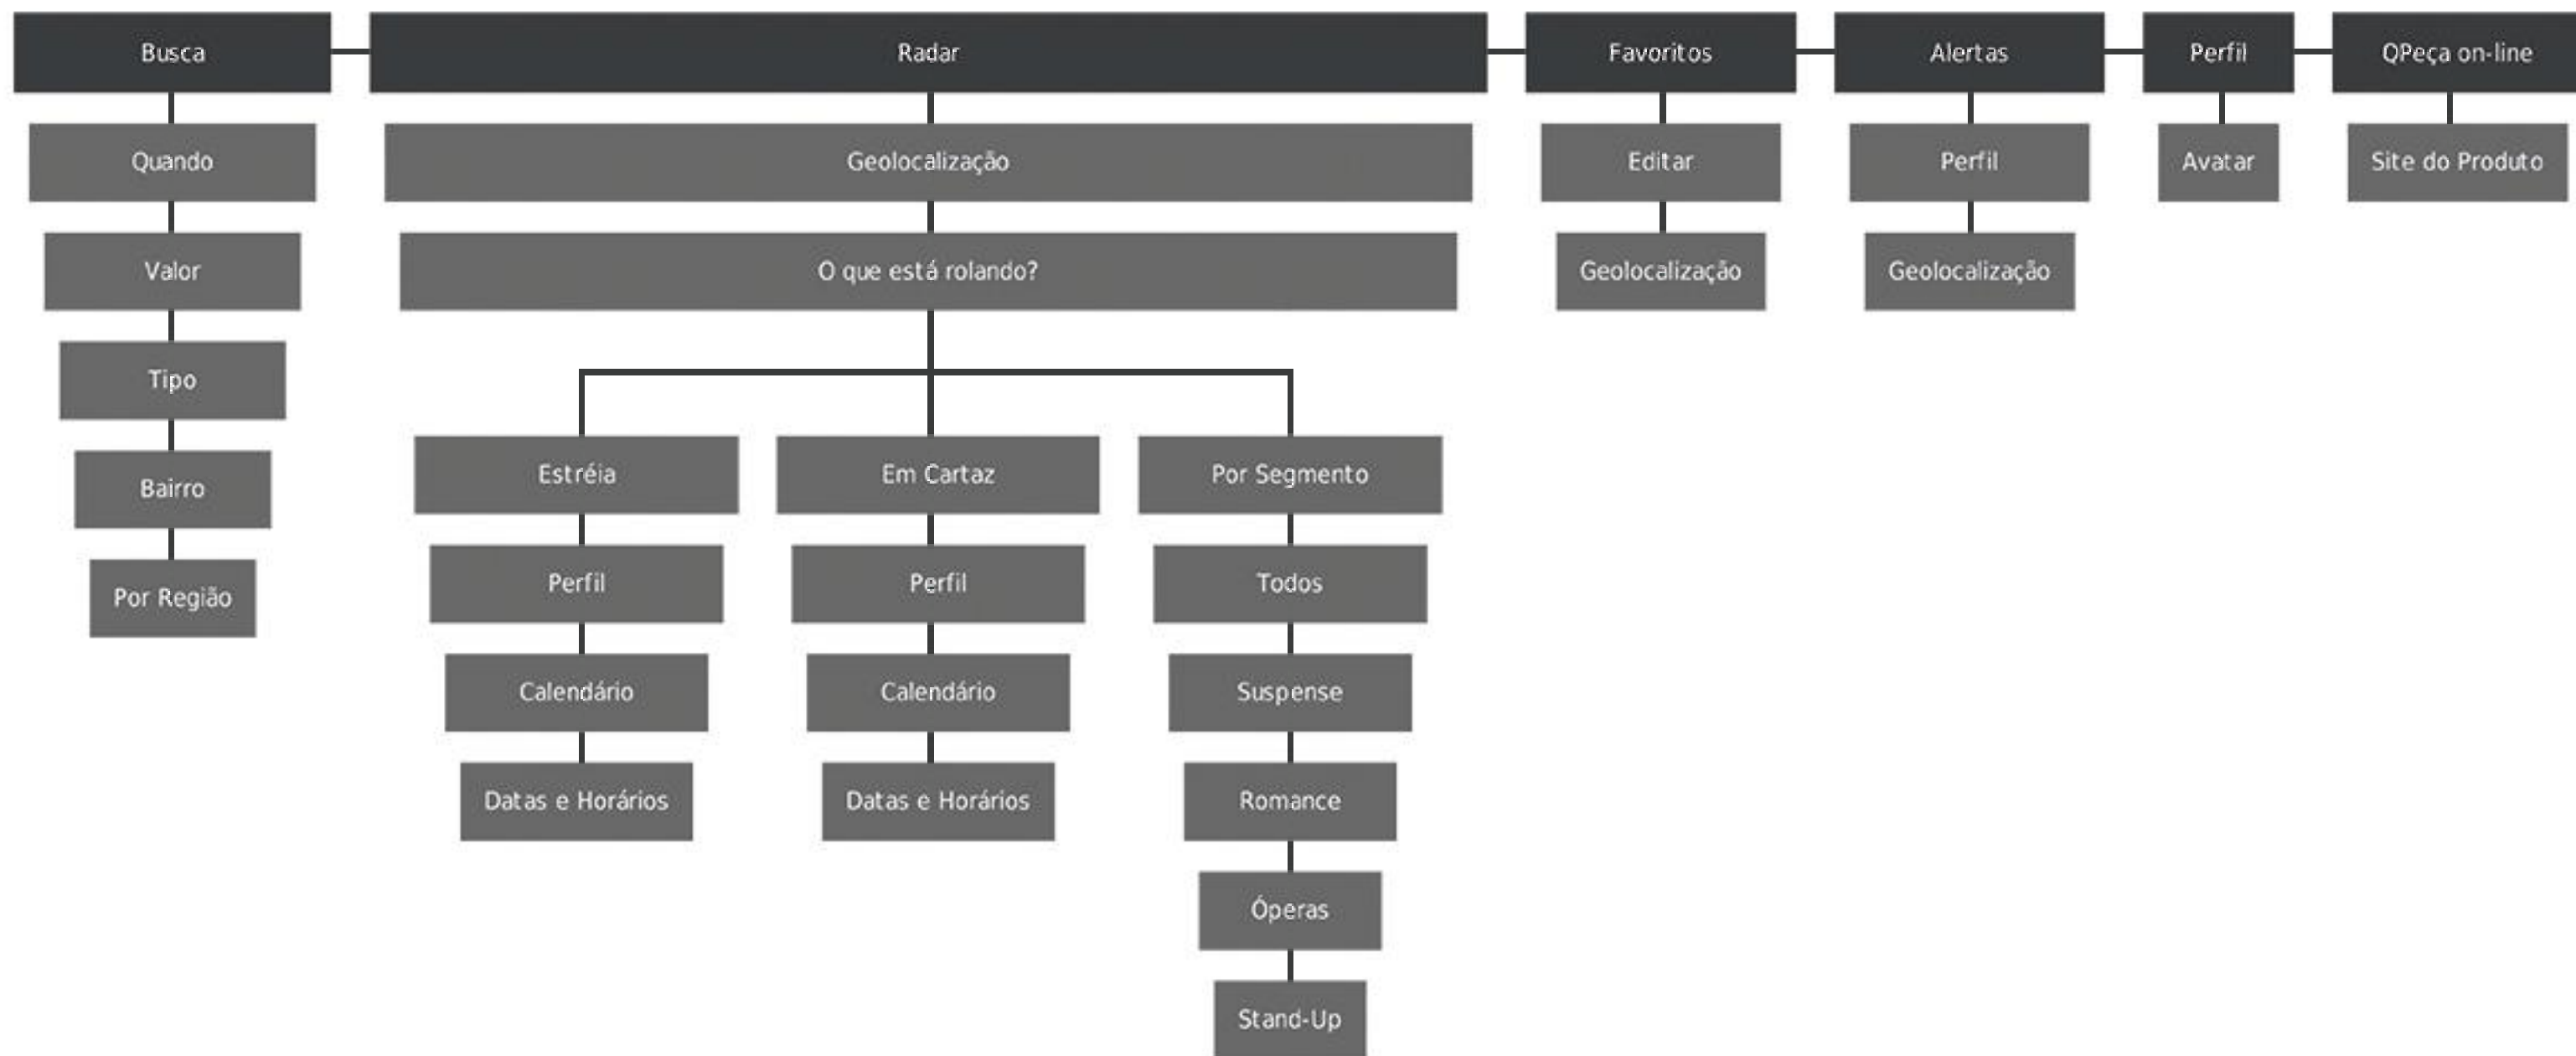 Busca
Radar
Favoritos
Alertas
Perfil
QPeça on-line
Quando
Geolocalização
Editar
Perfil
Avatar
Site do Produto
Valor
O que está rolando?
Geolocalização
Geolocalização
Tipo
Bairro
Estréia
Em Cartaz
Por Segmento
Por Região
Perfil
Perfil
Todos
Calendário
Calendário
Suspense
Datas e Horários
Datas e Horários
Romance
Óperas
Stand-Up